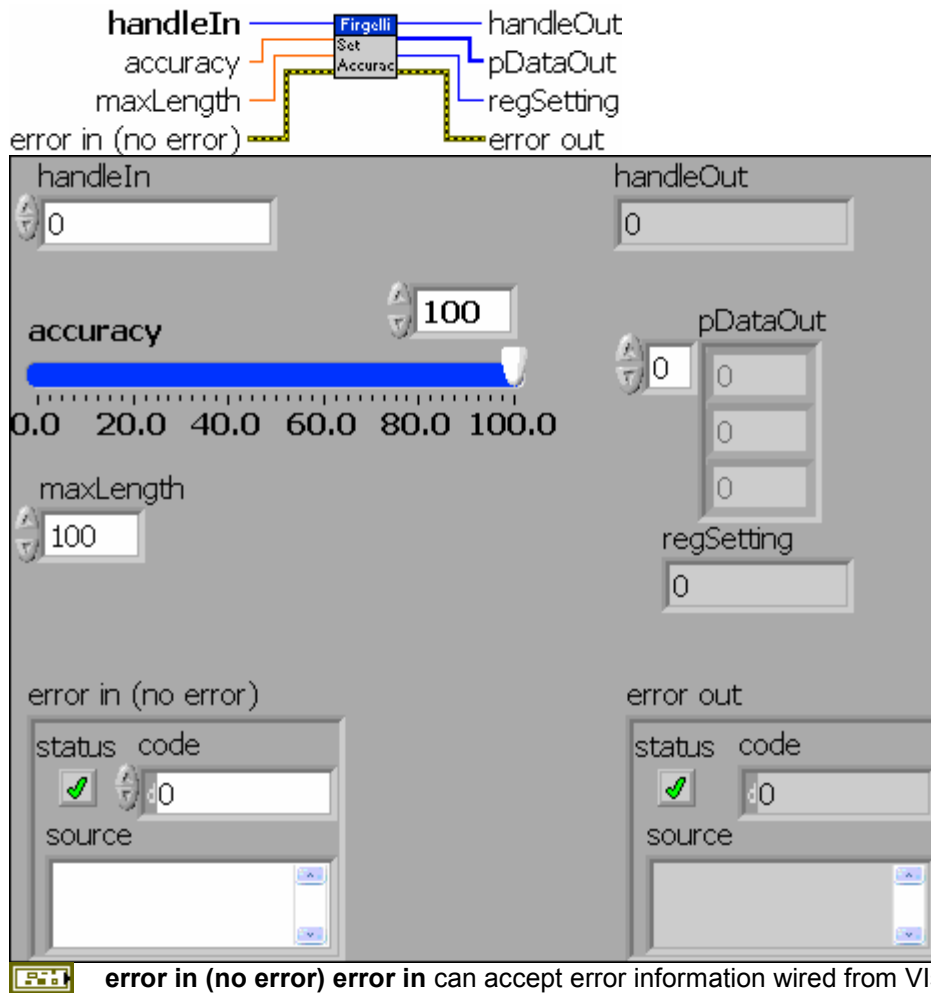 handleIn
accuracy
maxLength
error in (no error)
Firgelli
Set
Accurac
handleOut
pDataOut
regSetting
error out
handleIn
0
handleOut
0
accuracy
100
0.0 20.0 40.0 60.0 80.0 100.0
pDataOut
0
0
0
0
maxLength
100
regSetting
0
error in (no error)
status code
d0
source
error out
status code
d0
source
error in (no error) error in can accept error information wired from VI